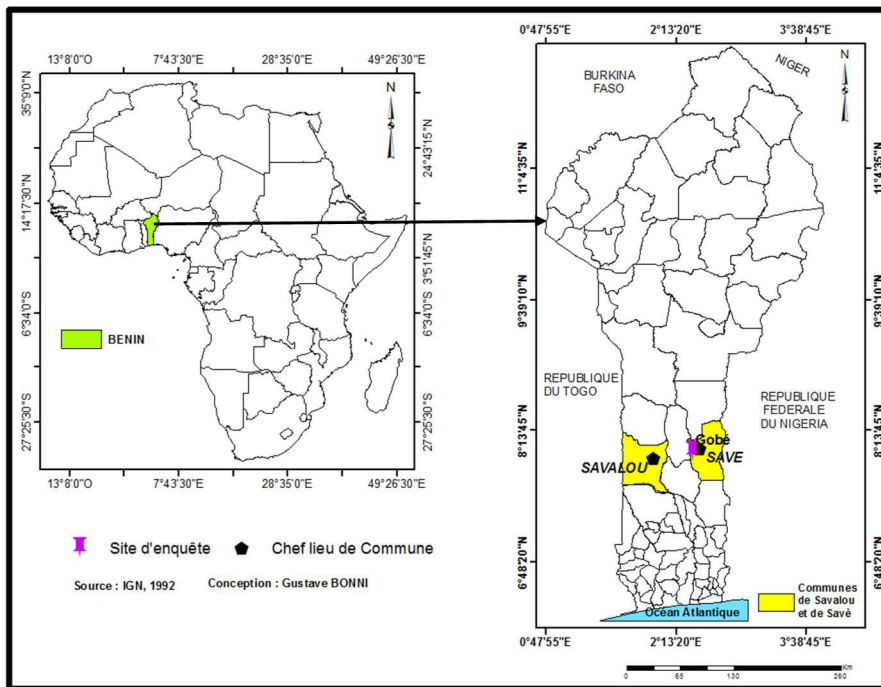 13°8'0"O 7°43'30"E 28°35'0"E 49°26'30"E
35°9'0"N
14°17'30"N
6°34'0"S
27°25'30"S
24°43'15"N
3°51'45"N
6°34'0"S
27°25'30"S
N
S
BENIN
13°8'0"O 7°43'30"E 28°35'0"E 49°26'30"E
Site d'enquête
Chef lieu de Commune
Source : IGN, 1992
Conception : Gustave BONNI
0°47'55"E 2°13'20"E 3°38'45"E
BURKINA
FASO
NIGER
N
S
11°4'35"N
9°39'10"N
8°13'45"N
6°48'20"N
11°4'35"N
9°39'10"N
8°13'45"N
6°48'20"N
REPUBLIQUE
DU TOGO
REPUBLIQUE
FEDERALE
DU NIGERIA
Gobé
SAVE
SAVALOU
Communes
de Savalou
et de Savè
Océan Atlantique
0°47'55"E 2°13'20"E 3°38'45"E
Km
0 65 130 260